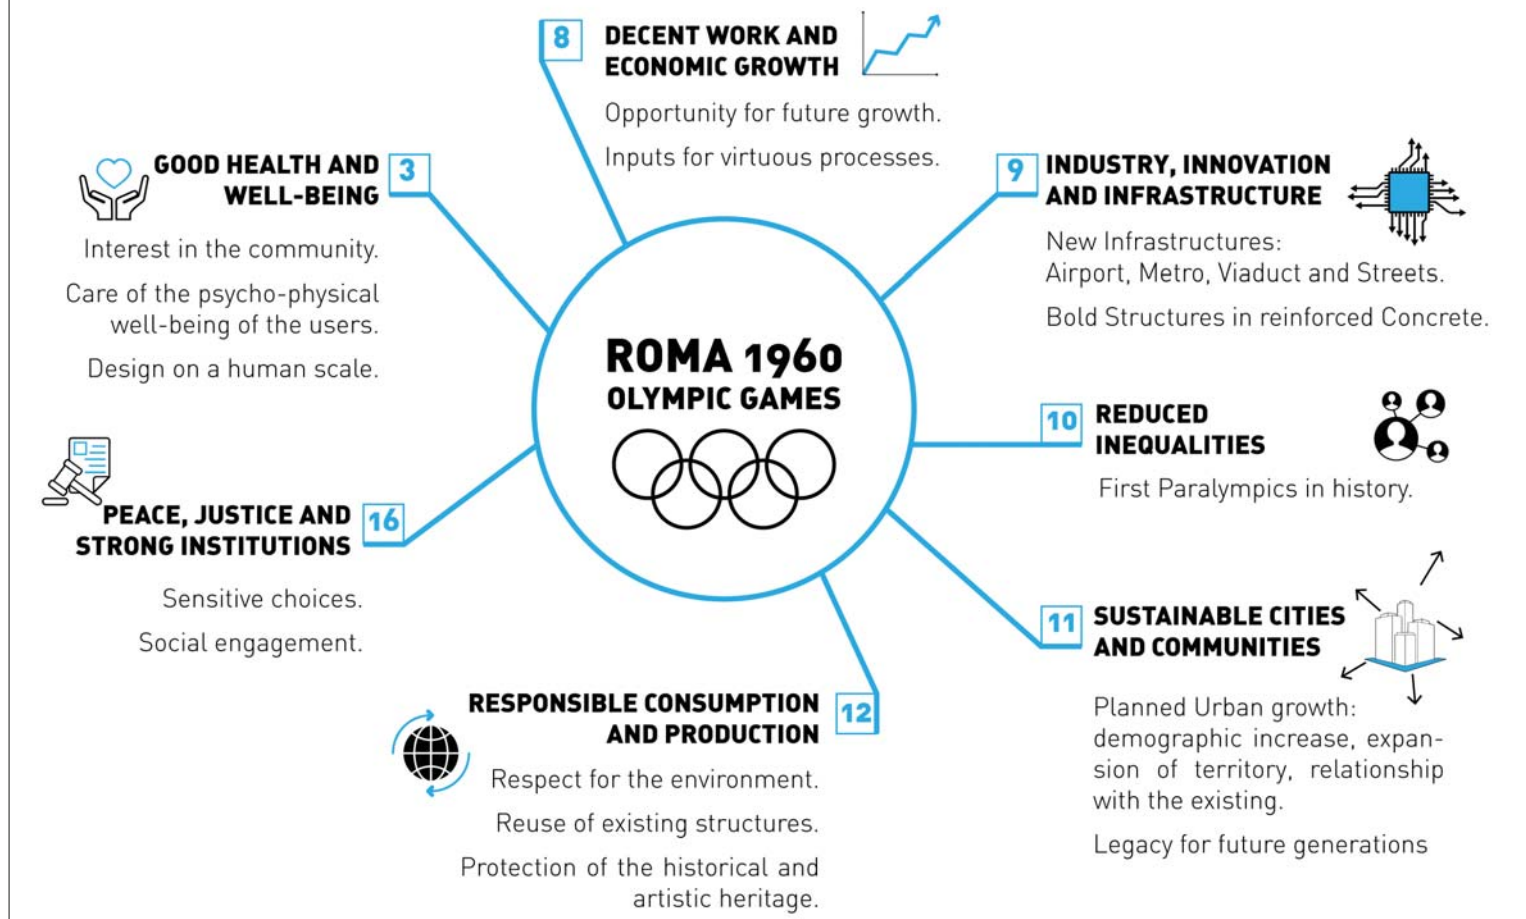 8
DECENT WORK AND
ECONOMIC GROWTH
Opportunity for future growth.
Inputs for virtuous processes.
GOOD HEALTH AND
WELL-BEING
3
Interest in the community.
Care of the psycho-physical
well-being of the users.
Design on a human scale.
9
INDUSTRY, INNOVATION
AND INFRASTRUCTURE
New Infrastructures:
Airport, Metro, Viaduct and Streets.
Bold Structures in reinforced Concrete.
ROMA 1960
OLYMPIC GAMES
10
REDUCED
INEQUALITIES
First Paralympics in history.
PEACE, JUSTICE AND
STRONG INSTITUTIONS
16
Sensitive choices.
Social engagement.
11
SUSTAINABLE CITIES
AND COMMUNITIES
Planned Urban growth:
demographic increase, expan-
sion of territory, relationship
with the existing.
Legacy for future generations
RESPONSIBLE CONSUMPTION
AND PRODUCTION
12
Respect for the environment.
Reuse of existing structures.
Protection of the historical and
artistic heritage.